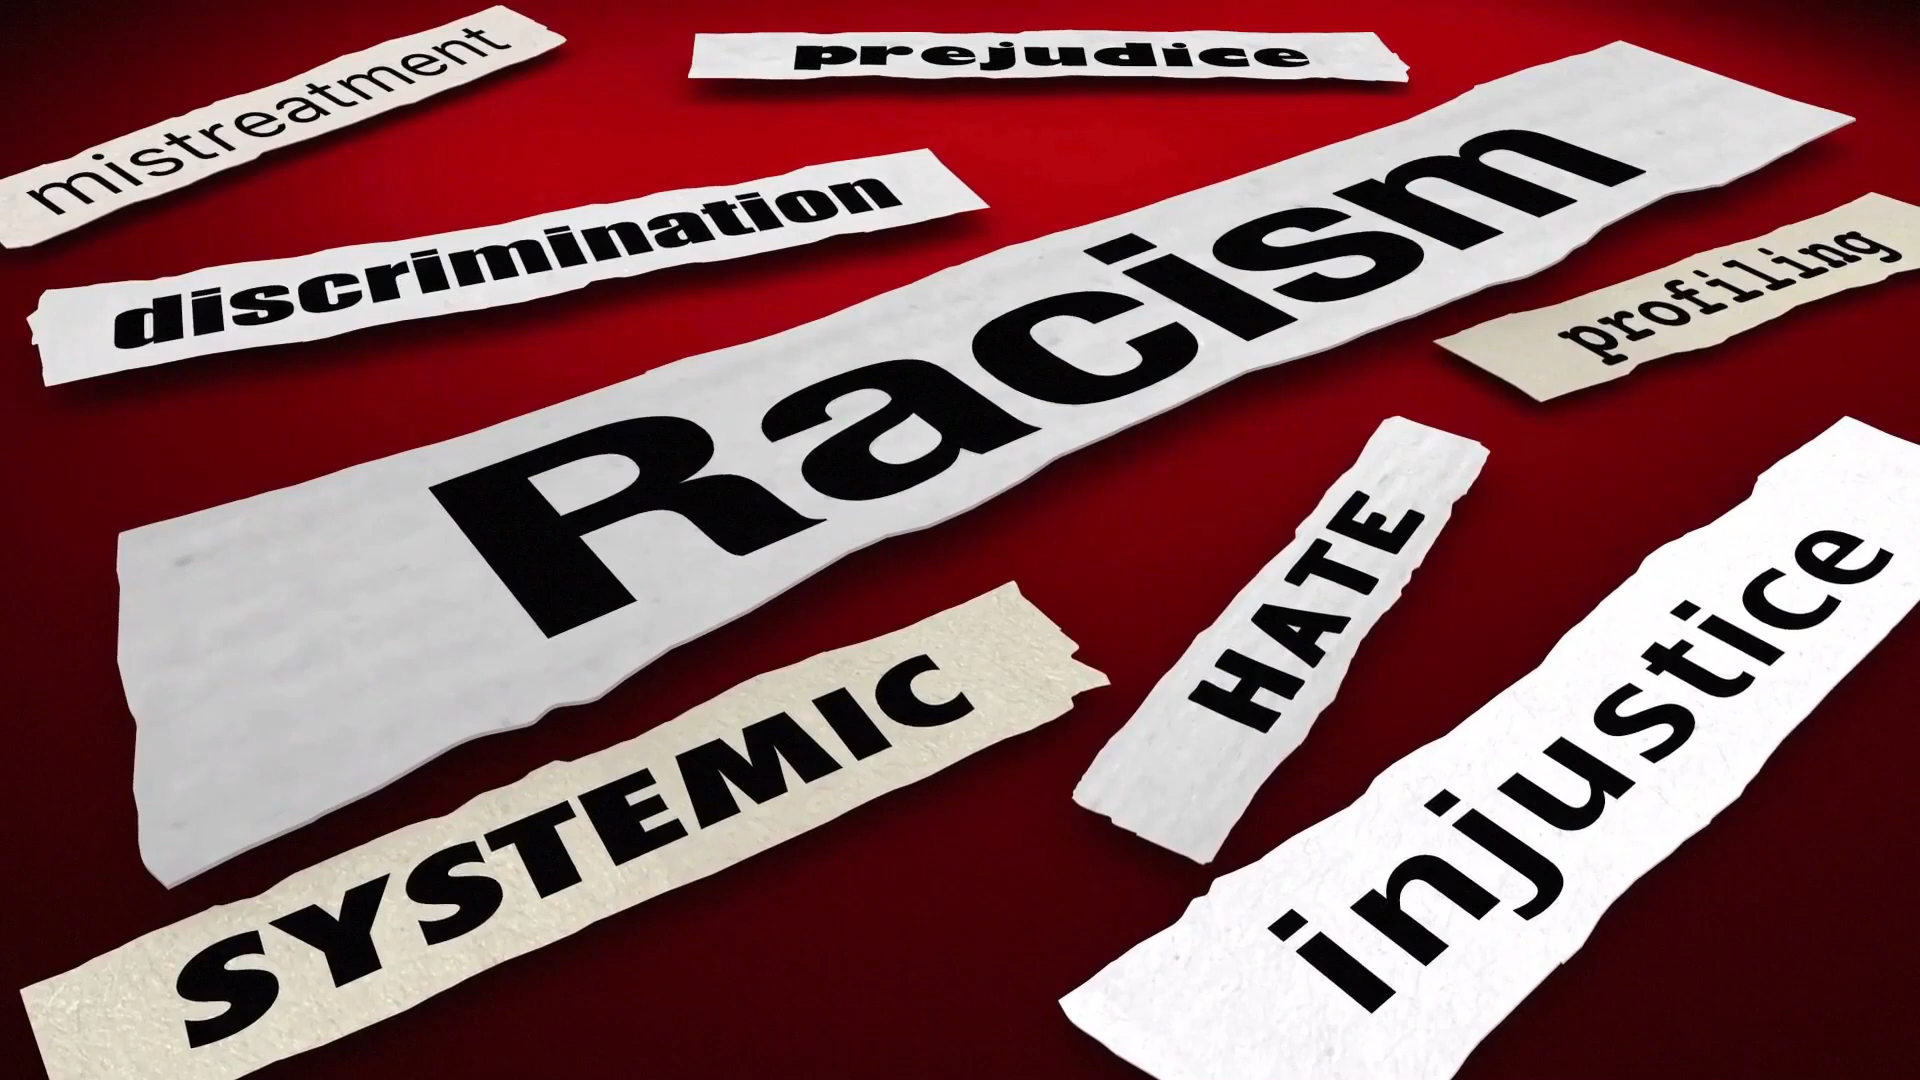 mistreatment
prejudice
discrimination
Racism
profiling
HATE
injustice
SYSTEMIC